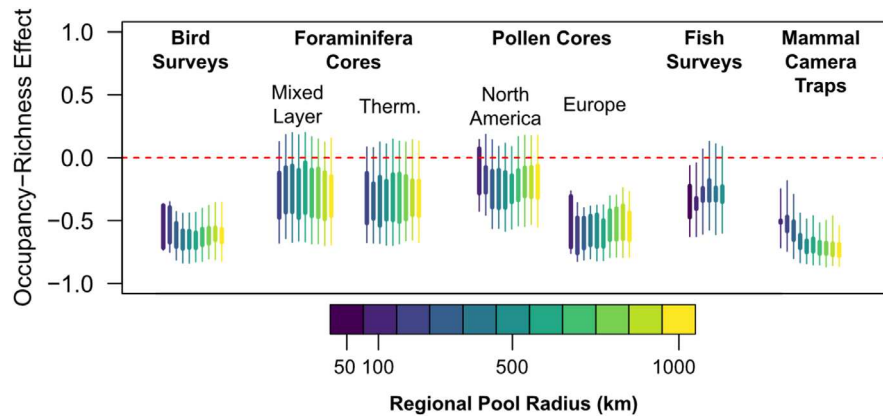 Occupancy−Richness Effect
1.0
0.5
0.0
−0.5
−1.0
Bird
Surveys
Foraminifera
Cores
Mixed
Layer
Therm.
Pollen Cores
North
America
Europe
Fish
Surveys
Mammal
Camera
Traps
50 100 500 1000
Regional Pool Radius (km)